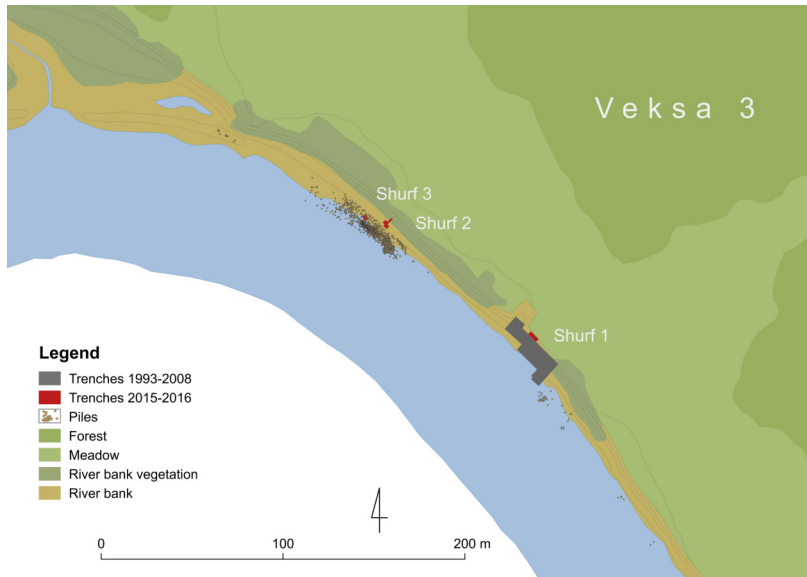 Veksa 3
Shurf 3
Shurf 2
Shurf 1
Legend
Trenches 1993-2008
Trenches 2015-2016
Piles
Forest
Meadow
River bank vegetation
River bank
0 100 200 m